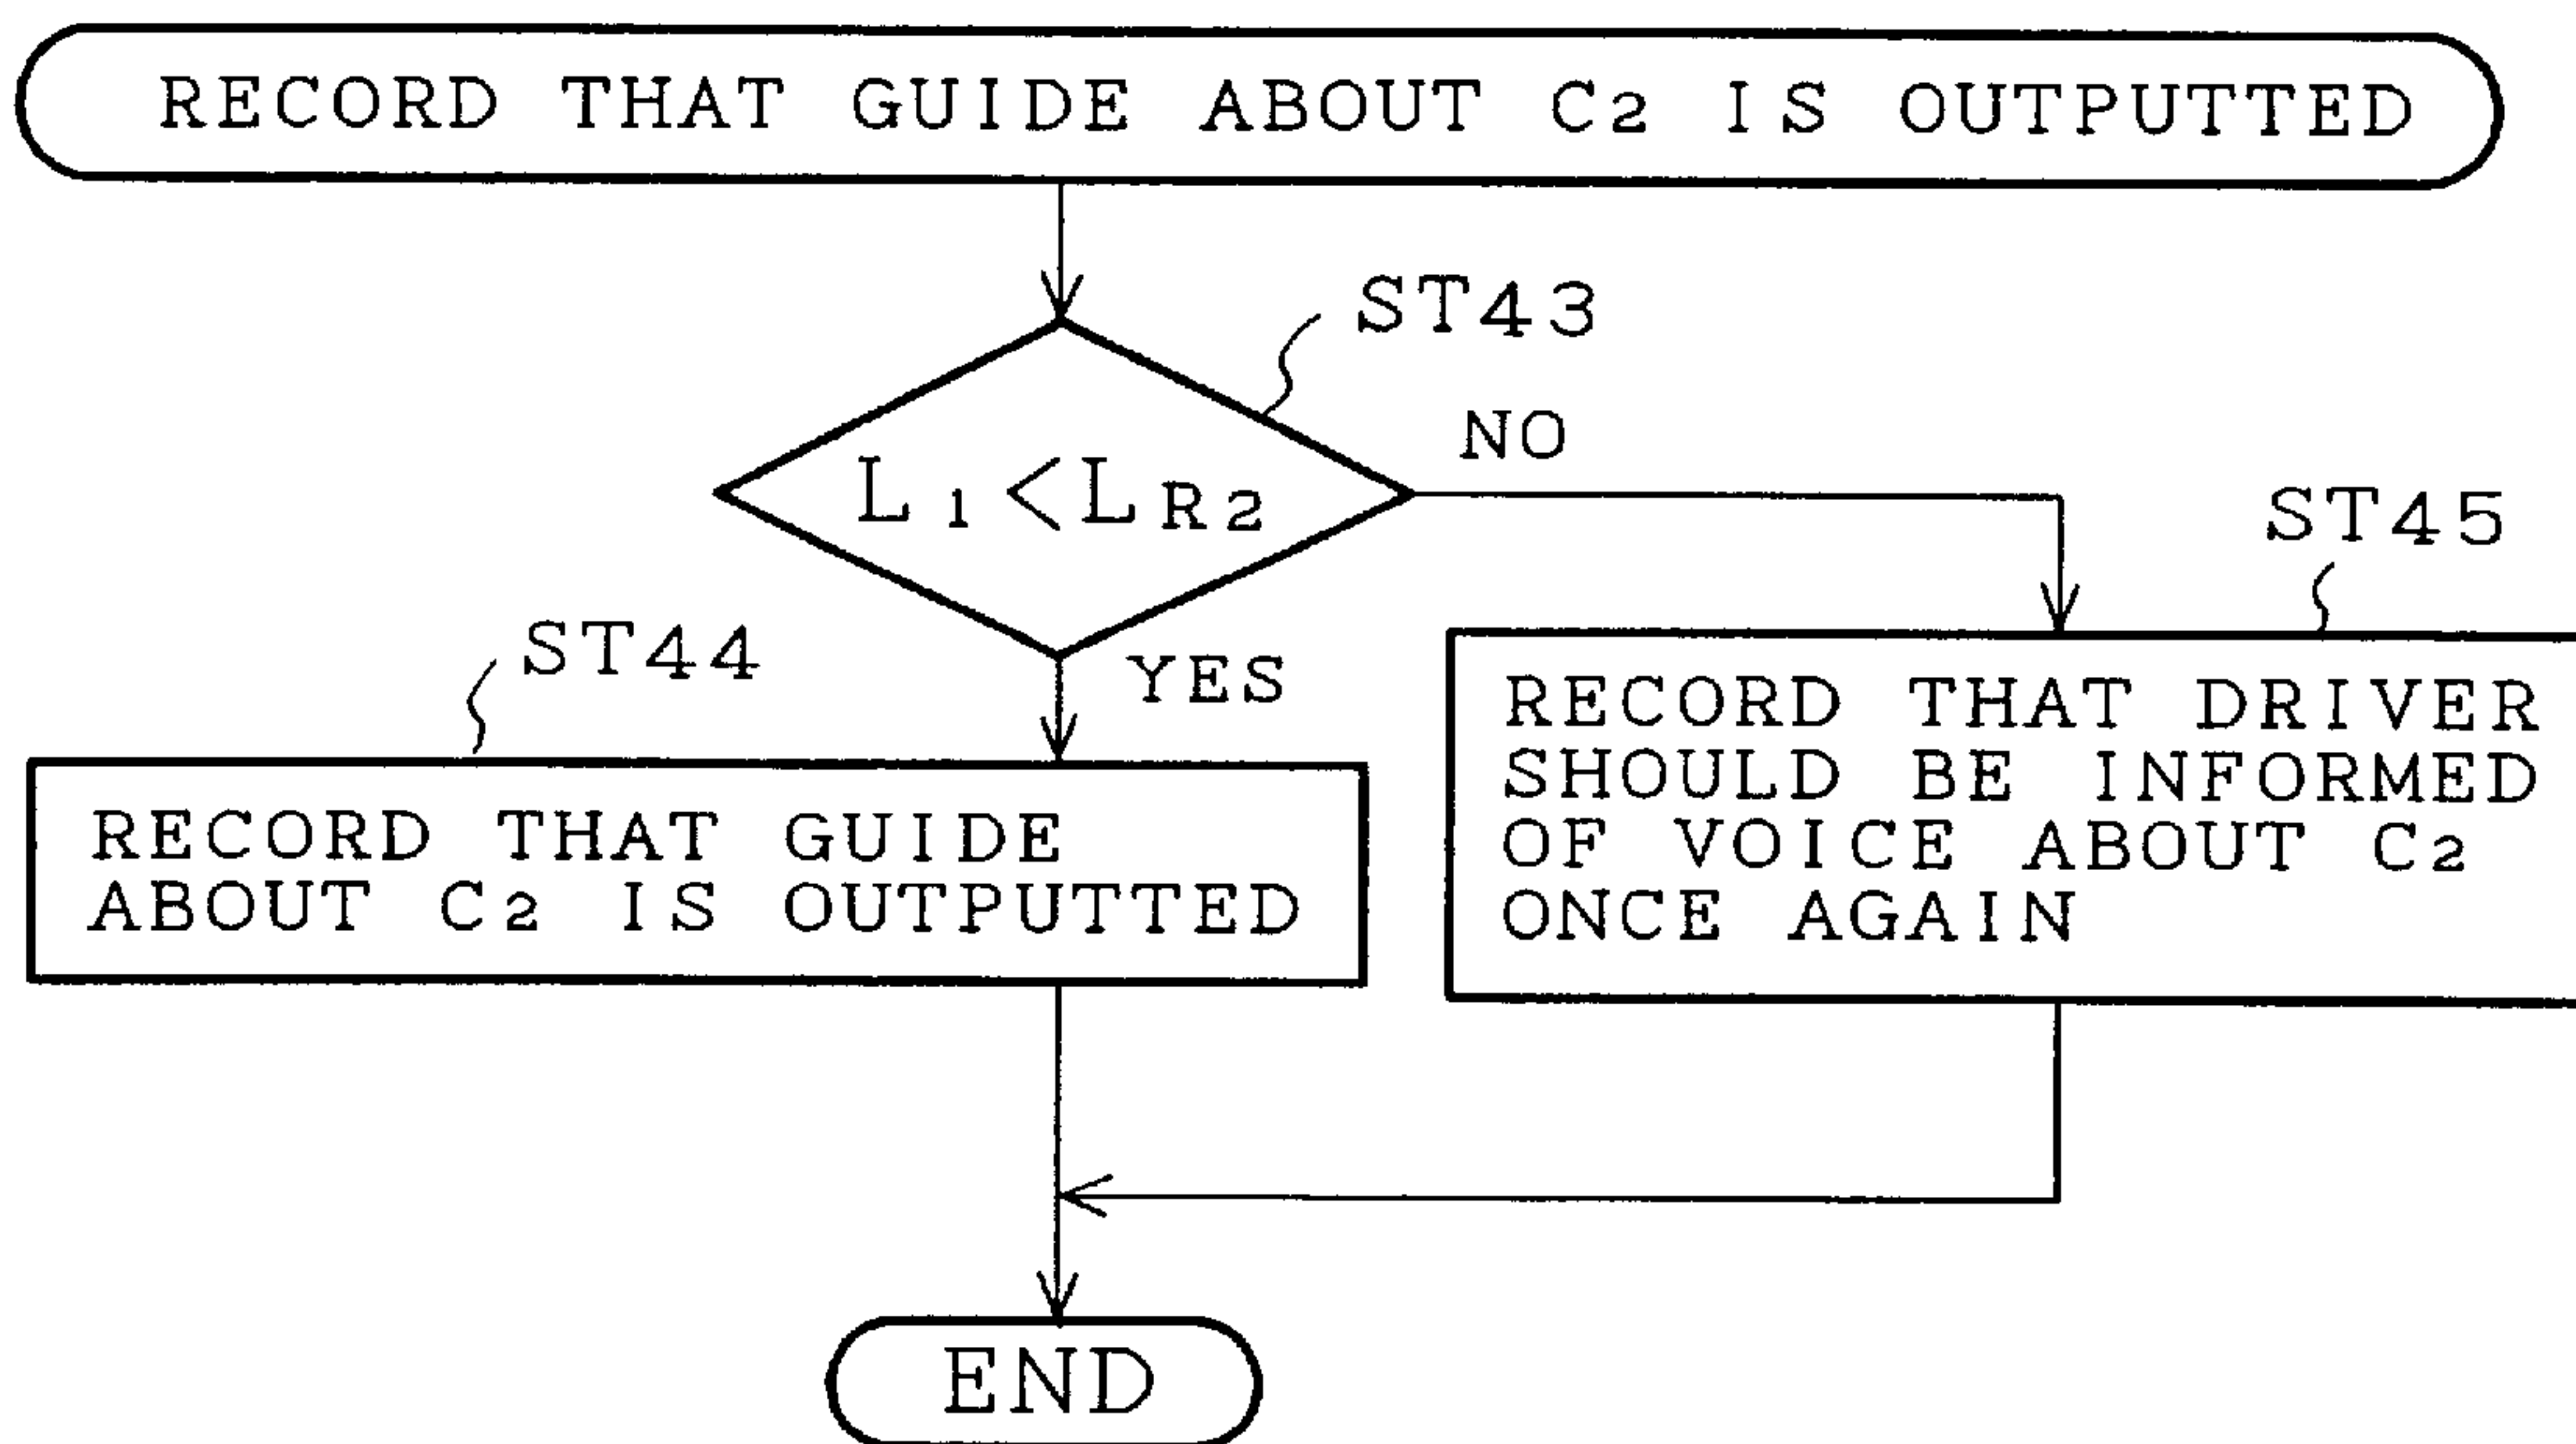 RECORD THAT GUIDE ABOUT C2 IS OUTPUTTED
ST43
L1<LR2
NO
YES
ST44
RECORD THAT GUIDE
ABOUT C2 IS OUTPUTTED
ST45
RECORD THAT DRIVER
SHOULD BE INFORMED
OF VOICE ABOUT C2
ONCE AGAIN
END